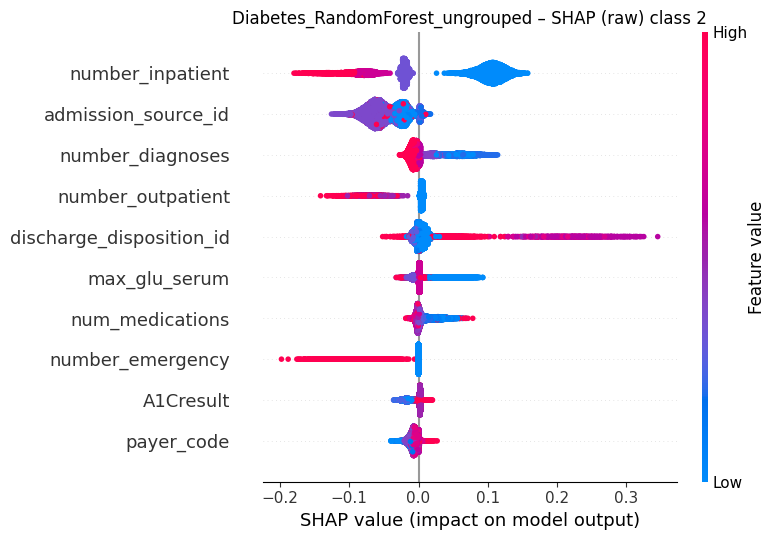 Diabetes_RandomForest_ungrouped – SHAP (raw) class 2
High
number_inpatient
admission_source_id
number_diagnoses
number_outpatient
discharge_disposition_id
max_glu_serum
num_medications
number_emergency
A1Cresult
payer_code
Feature value
Low
−0.2 −0.1 0.0 0.1 0.2 0.3
SHAP value (impact on model output)